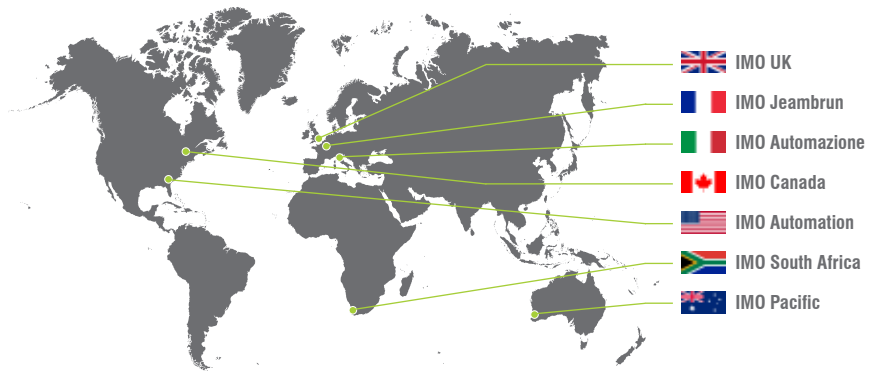 IMO UK
IMO Jeambrun
IMO Automazione
IMO Canada
IMO Automation
IMO South Africa
IMO Pacific